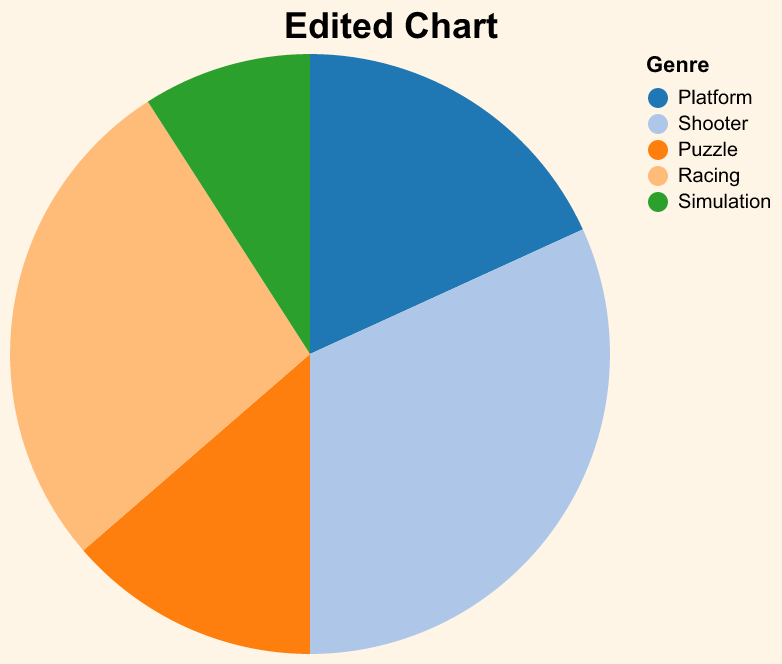 Edited Chart
Genre
Platform
Shooter
Puzzle
Racing
Simulation